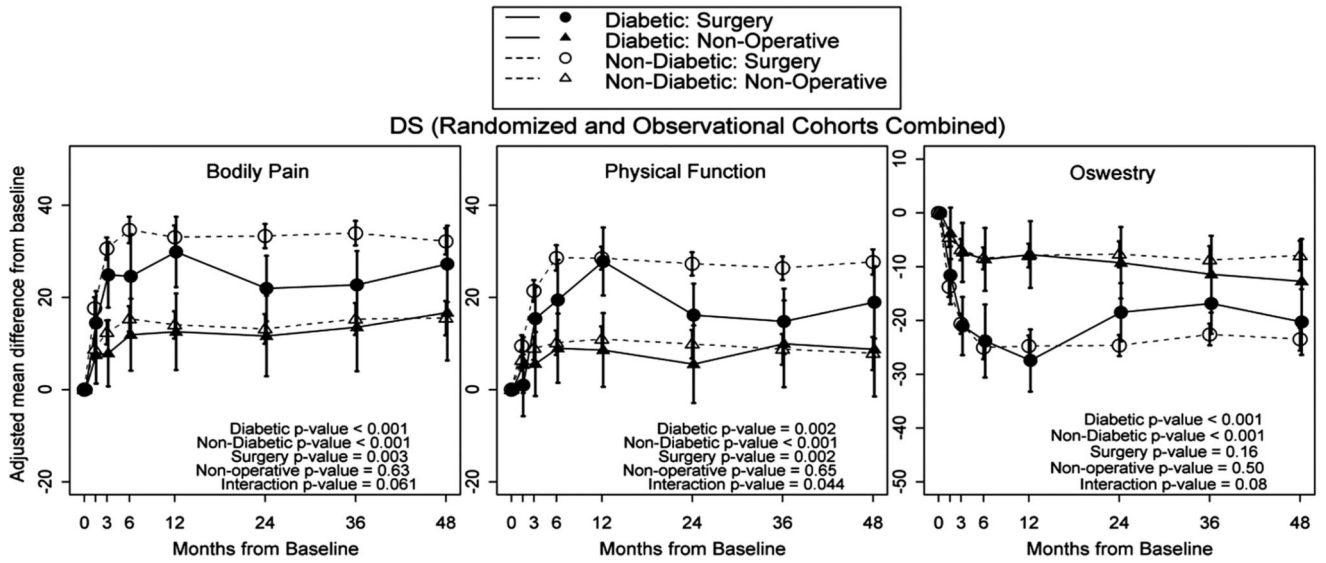 Diabetic: Surgery
Diabetic: Non-Operative
Non-Diabetic: Surgery
Non-Diabetic: Non-Operative
DS (Randomized and Observational Cohorts Combined)
Adjusted mean difference from baseline
Bodily Pain
40
20
0
-20
Diabetic p-value < 0.001
Non-Diabetic p-value < 0.001
Surgery p-value = 0.003
Non-operative p-value = 0.63
Interaction p-value = 0.061
0 3 6 12 24 36 48
Months from Baseline
Physical Function
40
20
0
-20
Diabetic p-value = 0.002
Non-Diabetic p-value < 0.001
Surgery p-value = 0.002
Non-operative p-value = 0.65
Interaction p-value = 0.044
0 3 6 12 24 36 48
Months from Baseline
Oswestry
10
0
-10
-20
-30
-40
-50
Diabetic p-value < 0.001
Non-Diabetic p-value < 0.001
Surgery p-value = 0.16
Non-operative p-value = 0.50
Interaction p-value = 0.08
0 3 6 12 24 36 48
Months from Baseline